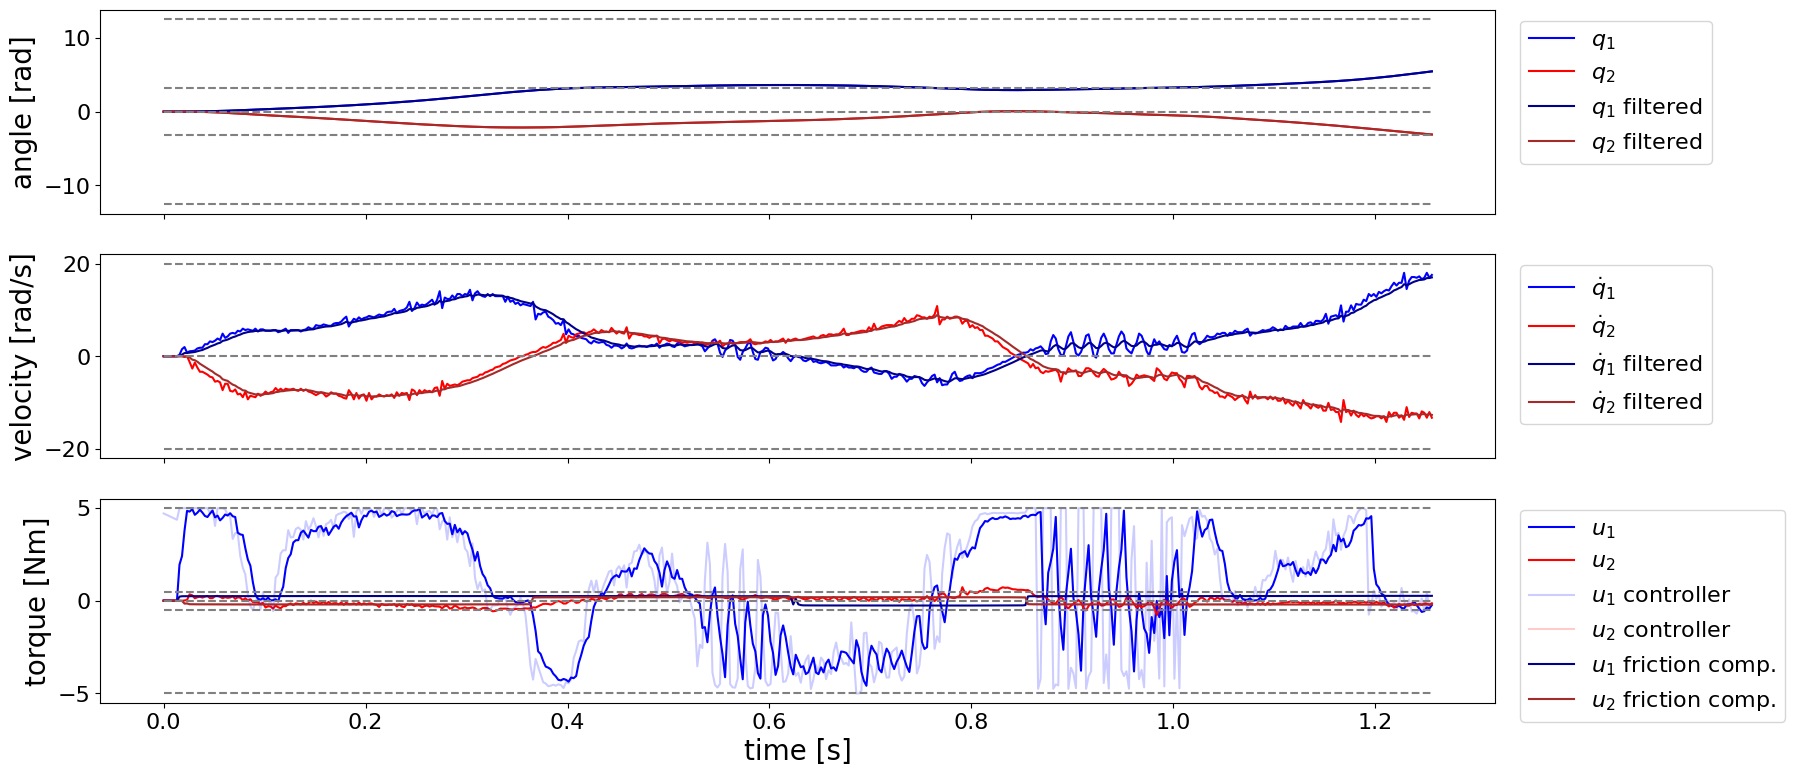 angle [rad]
10
0
−10
q₁
q₂
q₁ filtered
q₂ filtered
velocity [rad/s]
20
0
−20
q̇₁
q̇₂
q̇₁ filtered
q̇₂ filtered
torque [Nm]
5
0
−5
u₁
u₂
u₁ controller
u₂ controller
u₁ friction comp.
u₂ friction comp.
0.0 0.2 0.4 0.6 0.8 1.0 1.2
time [s]